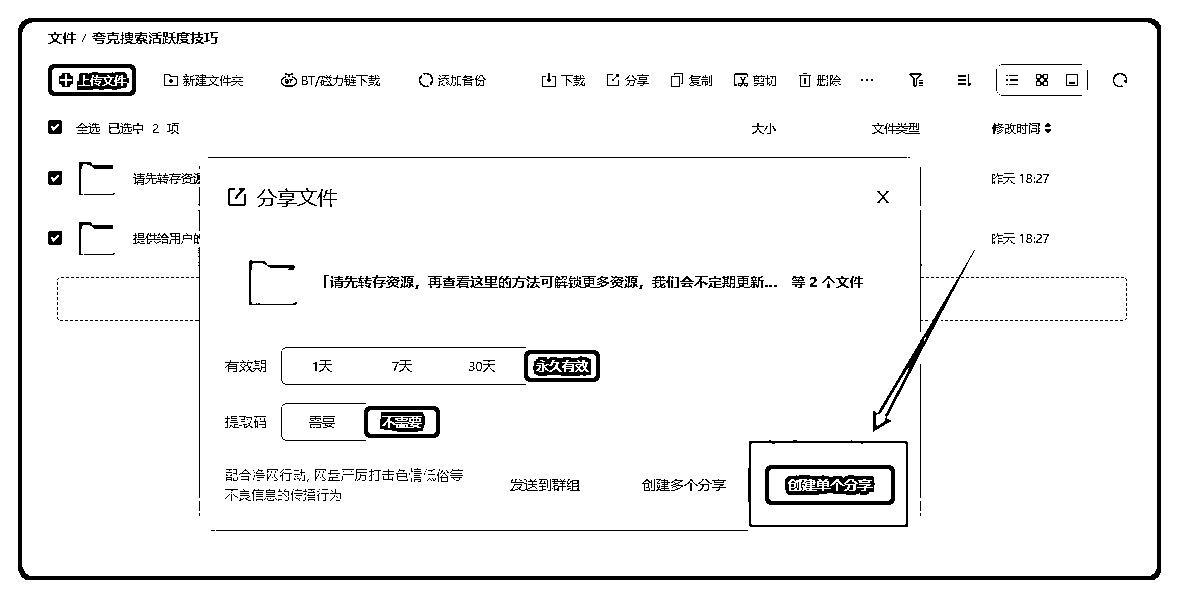 文件 / 夸克搜索活跃度技巧
上传文件 新建文件夹 BT/磁力链下载 添加备份 下载 分享 复制 剪切 删除 ...
全选 已选中 2 项 大小 文件类型 修改时间
请先转存资源 昨天 18:27
分享文件 X
提供给用户的 昨天 18:27
「请先转存资源，再查看这里的方法可解锁更多资源，我们会不定期更新... 等 2 个文件
有效期 1天 7天 30天 永久有效
提取码 需要 不需要
配合净网行动, 网盘严厉打击色情低俗等
不良信息的传播行为
发送到群组 创建多个分享 创建单个分享